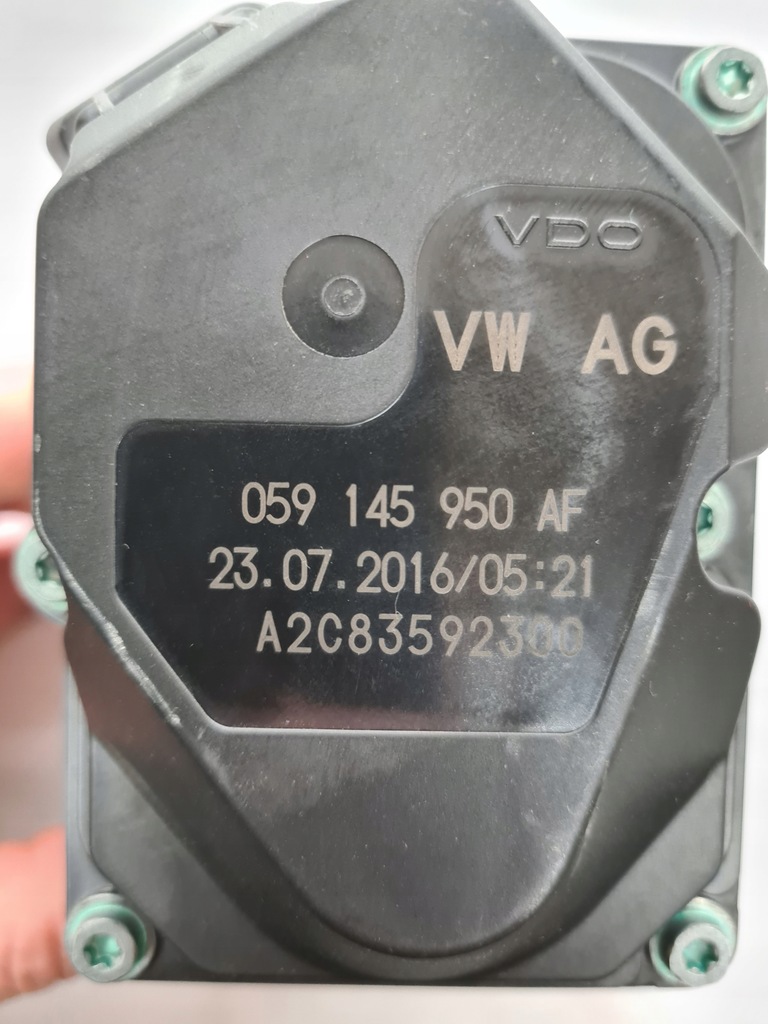 VDO
VW AG
059 145 950 AF
23.07.2016/05:21
A2C83592300